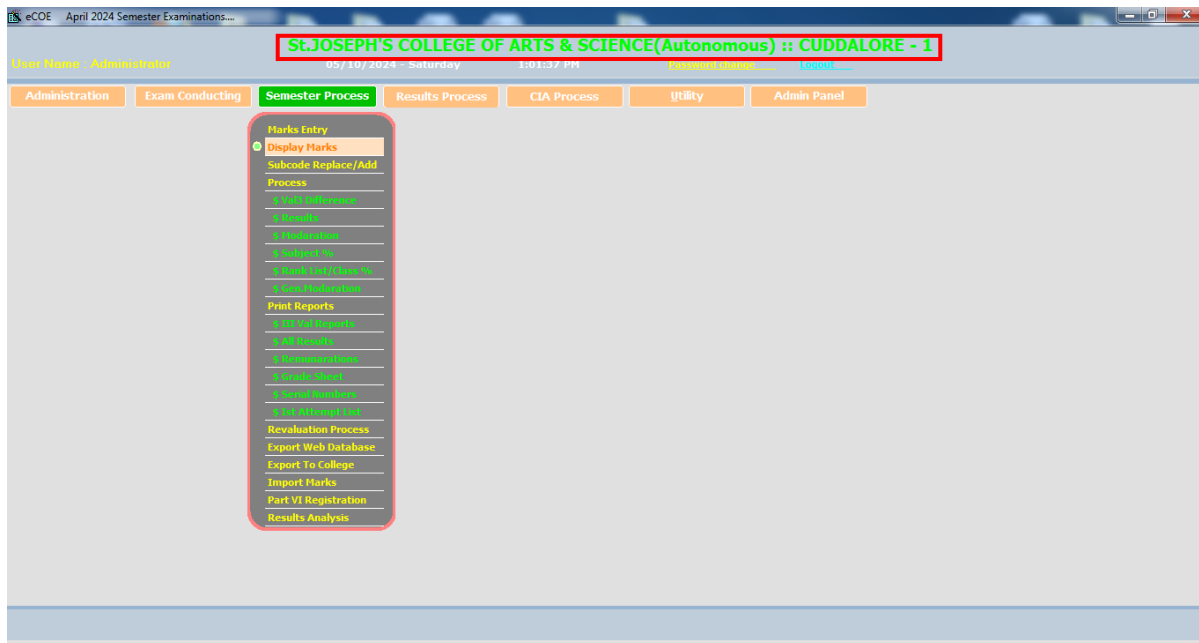 eCOE April 2024 Semester Examinations....
St.JOSEPH'S COLLEGE OF ARTS & SCIENCE(Autonomous) :: CUDDALORE - 1
User Name : Administrator 05/10/2024 - Saturday 1:01:37 PM Password change Logout
Administration Exam Conducting Semester Process Results Process CIA Process Utility Admin Panel
Marks Entry
Display Marks
Subcode Replace/Add
Process
$ Val3 Difference
$ Results
$ Modaration
$ Subject %
$ Rank List/Class %
$ Gen.Modaration
Print Reports
$ III Val Reports
$ All Results
$ Remunarations
$ Grade Sheet
$ Serial Numbers
$ Ist Attempt List
Revaluation Process
Export Web Database
Export To College
Import Marks
Part VI Registration
Results Analysis